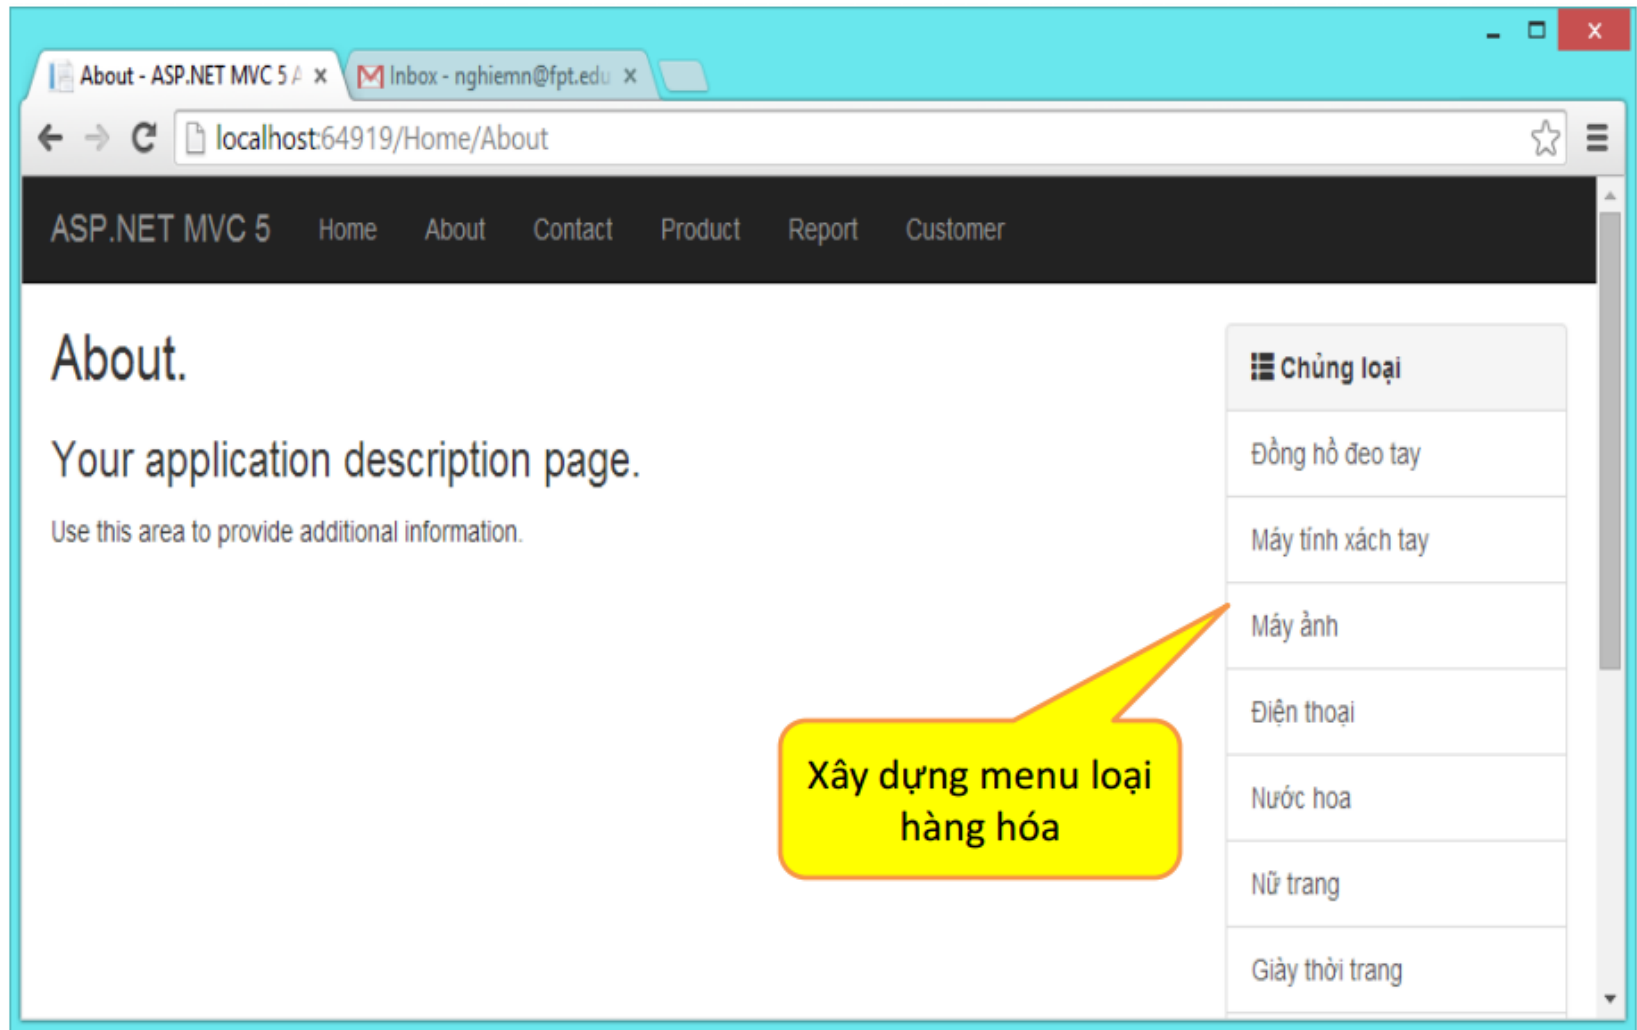 About - ASP.NET MVC 5 A
Inbox - nghiemn@fpt.edu
localhost:64919/Home/About
ASP.NET MVC 5 Home About Contact Product Report Customer
About.
Your application description page.
Use this area to provide additional information.
Chủng loại
Đồng hồ đeo tay
Máy tính xách tay
Máy ảnh
Điện thoại
Nước hoa
Nữ trang
Giày thời trang
Xây dựng menu loại
hàng hóa